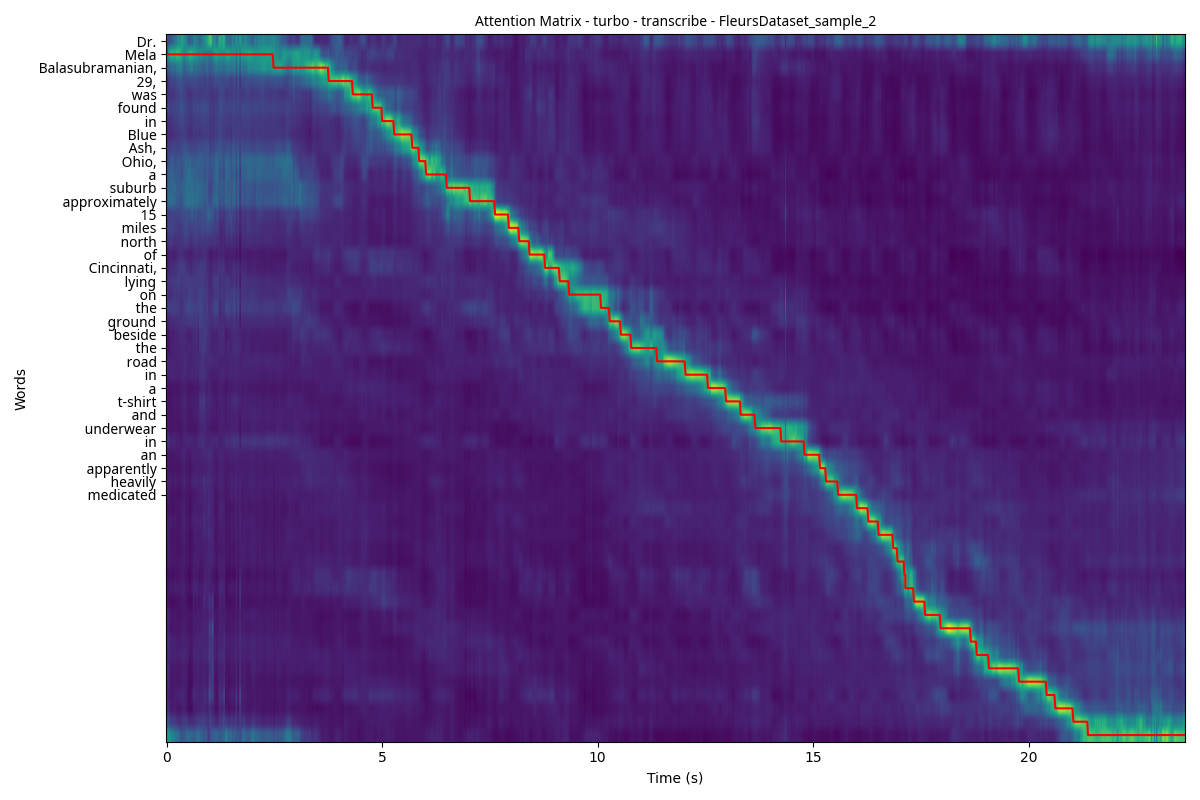 Attention Matrix - turbo - transcribe - FleursDataset_sample_2
Dr.
Mela
Balasubramanian,
29,
was
found
in
Blue
Ash,
Ohio,
a
suburb
approximately
15
miles
north
of
Cincinnati,
lying
on
the
ground
beside
the
road
in
a
t-shirt
and
underwear
in
an
apparently
heavily
medicated
Words
0 5 10 15 20
Time (s)